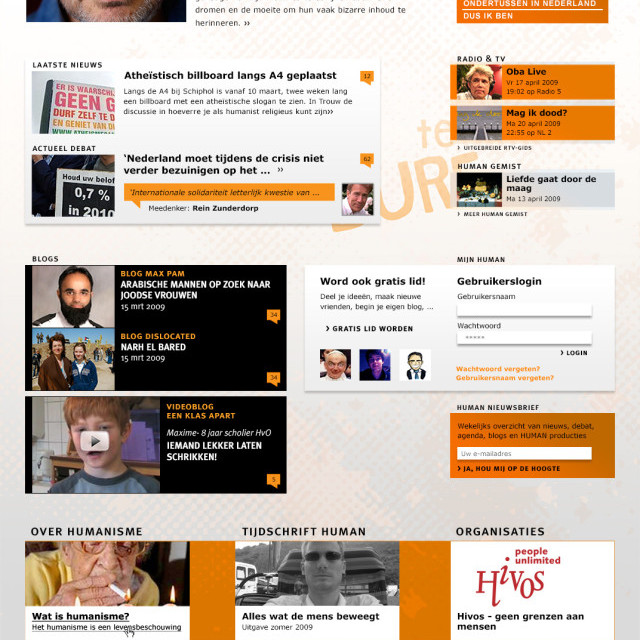 dromen en de moeite om hun vaak bizarre inhoud te
herinneren. ››
ONDERTUSSEN IN NEDERLAND
DUS IK BEN
LAATSTE NIEUWS
GEEN G
DURF ZELF TE D
EN GENIET VAN D
Atheïstisch billboard langs A4 geplaatst
12
Langs de A4 bij Schiphol is vanaf 10 maart, twee weken lang
een billboard met een atheistische slogan te zien. In Trouw de
discussie in hoeverre je als humanist religieus kunt zijn››
ACTUEEL DEBAT
Houd uw belof
0,7 %
in 2010
'Nederland moet tijdens de crisis niet
verder bezuinigen op het ... ››
62
"Internationale solidariteit letterlijk kwestie van ...
Meedenker: Rein Zunderdorp
RADIO & TV
Oba Live
Vr 17 april 2009
19:02 op Radio 5
Mag ik dood?
Ma 20 april 2009
22:55 op NL 2
› UITGEBREIDE RTV-GIDS
HUMAN GEMIST
Liefde gaat door de
maag
Ma 13 april 2009
› MEER HUMAN GEMIST
te
DURF
BLOGS
BLOG MAX PAM
ARABISCHE MANNEN OP ZOEK NAAR
JOODSE VROUWEN
15 mrt 2009
34
BLOG DISLOCATED
NARH EL BARED
15 mrt 2009
34
VIDEOBLOG
EEN KLAS APART
Maxime- 8 jaar scholier HvO
IEMAND LEKKER LATEN
SCHRIKKEN!
5
MIJN HUMAN
Word ook gratis lid!
Deel je ideeën, maak nieuwe
vrienden, begin je eigen blog, ...
› GRATIS LID WORDEN
Gebruikerslogin
Gebruikersnaam
Wachtwoord
*****
› LOGIN
Wachtwoord vergeten?
Gebruikersnaam vergeten?
HUMAN NIEUWSBRIEF
Wekelijks overzicht van nieuws, debat,
agenda, blogs en HUMAN producties
Uw e-mailadres
› JA, HOU MIJ OP DE HOOGTE
OVER HUMANISME
Wat is humanisme?
Het humanisme is een levensbeschouwing
TIJDSCHRIFT HUMAN
Alles wat de mens beweegt
Uitgave zomer 2009
ORGANISATIES
people
unlimited
HIVOS
Hivos - geen grenzen aan
mensen